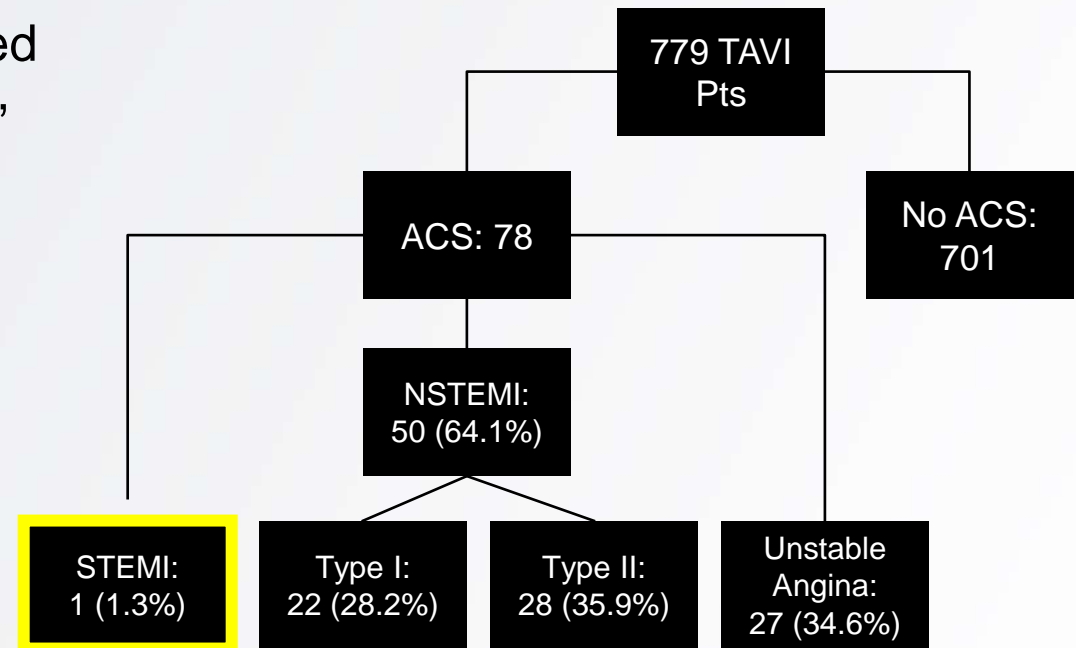 ed
,
779 TAVI
Pts
ACS: 78
No ACS:
701
NSTEMI:
50 (64.1%)
STEMI:
1 (1.3%)
Type I:
22 (28.2%)
Type II:
28 (35.9%)
Unstable
Angina:
27 (34.6%)